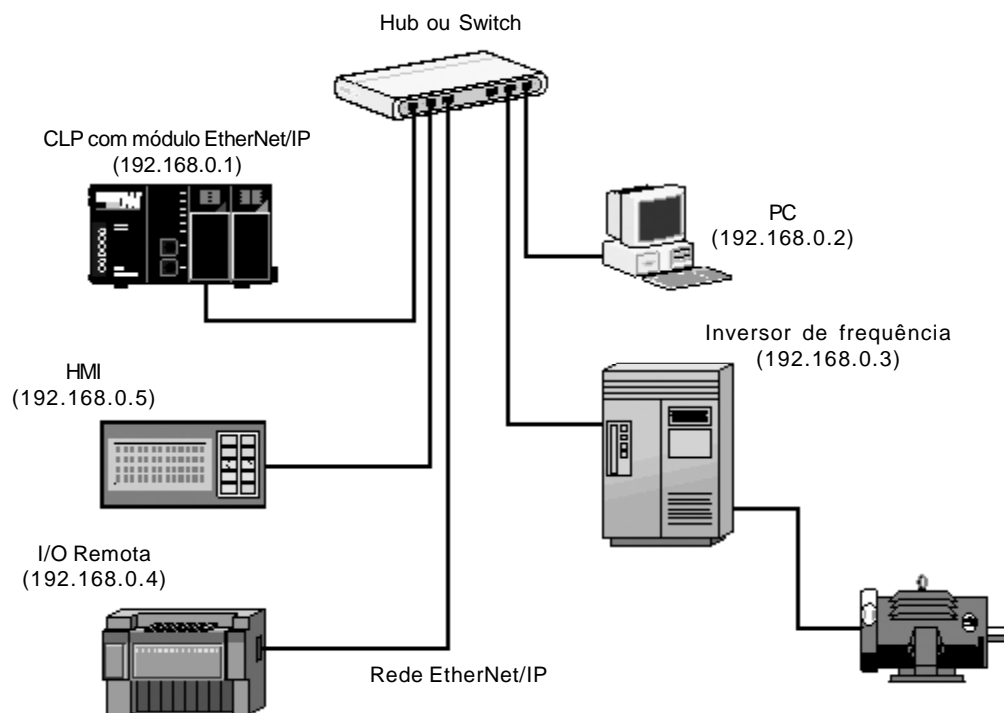 Hub ou Switch
CLP com módulo EtherNet/IP
(192.168.0.1)
PC
(192.168.0.2)
Inversor de frequência
(192.168.0.3)
HMI
(192.168.0.5)
I/O Remota
(192.168.0.4)
Rede EtherNet/IP